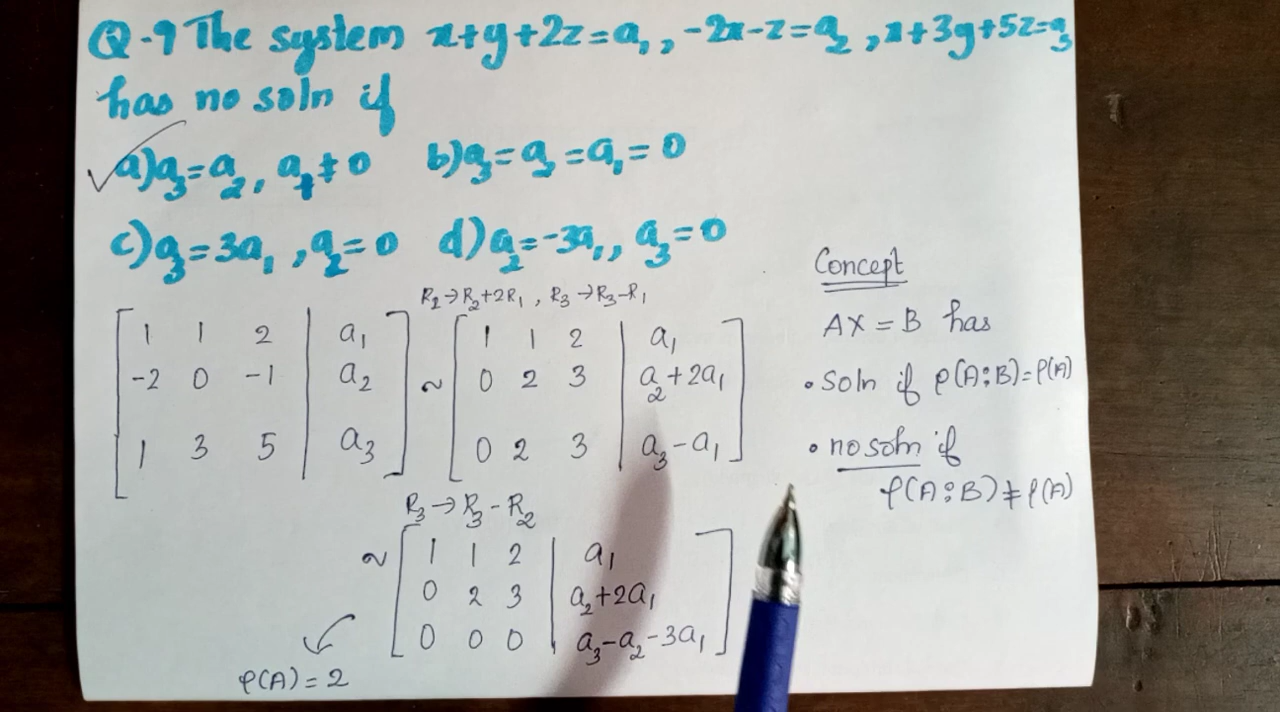 Q-9 The system x+y+2z=a₁, -2x-z=a₂, x+3y+5z=a₃
has no soln if
a) a₃=a₂, a₁≠0 b) a₃=a₂=a₁=0
c) a₃=3a₁, a₂=0 d) a₂=-3a₁, a₃=0
Concept
AX=B has
• soln if ρ(A:B)=ρ(A)
• no soln if
ρ(A:B)≠ρ(A)
R₂→R₂+2R₁, R₃→R₃-R₁
[ 1 1 2 | a₁ ] ~ [ 1 1 2 | a₁ ]
[ -2 0 -1 | a₂ ] [ 0 2 3 | a₂+2a₁ ]
[ 1 3 5 | a₃ ] [ 0 2 3 | a₃-a₁ ]
R₃→R₃-R₂
~ [ 1 1 2 | a₁ ]
[ 0 2 3 | a₂+2a₁ ]
[ 0 0 0 | a₃-a₂-3a₁ ]
ρ(A)=2